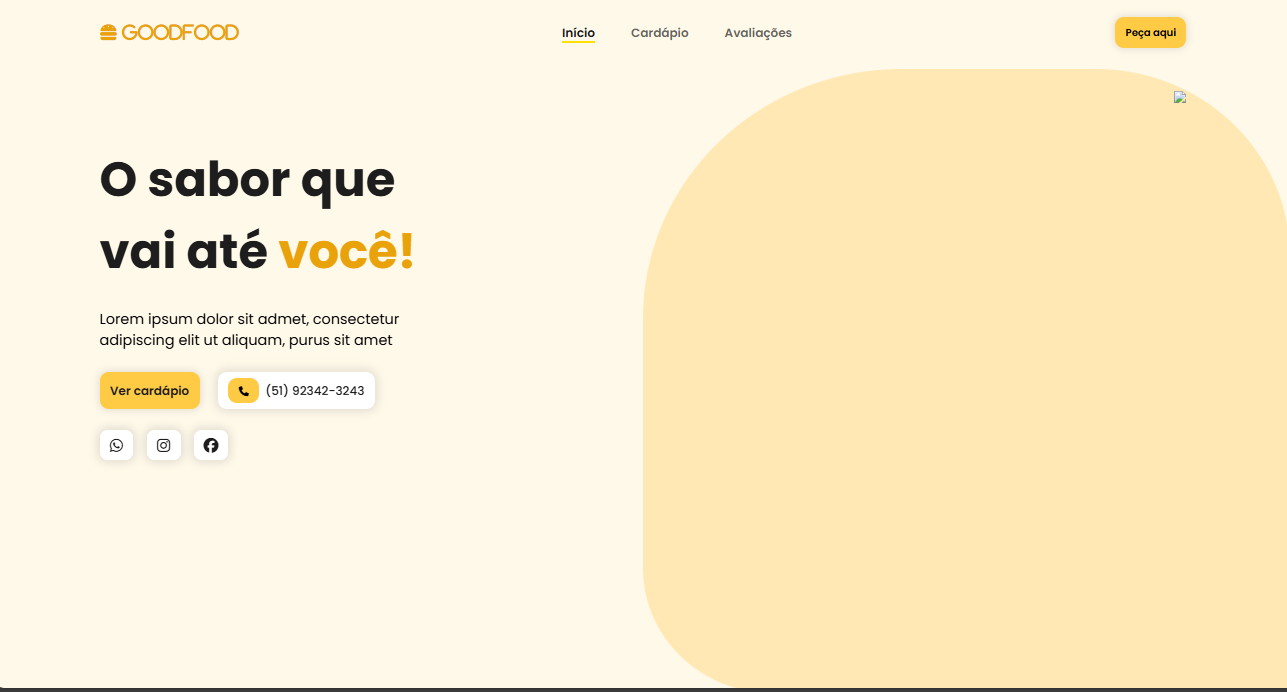 GOODFOOD
Início
Cardápio
Avaliações
Peça aqui
O sabor que
vai até você!
Lorem ipsum dolor sit admet, consectetur
adipiscing elit ut aliquam, purus sit amet
Ver cardápio
(51) 92342-3243